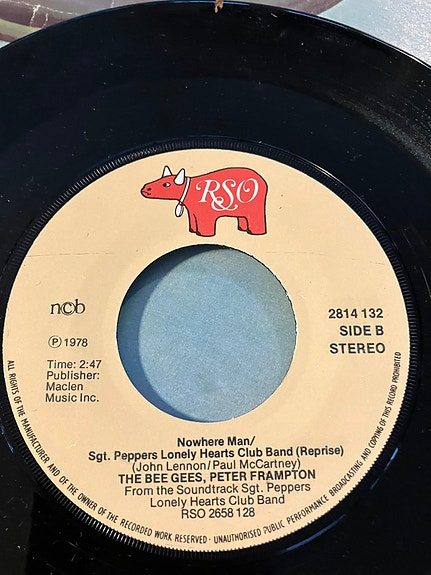 RSO
ncb
℗ 1978
Time: 2:47
Publisher:
Maclen
Music Inc.
2814 132
SIDE B
STEREO
Nowhere Man/
Sgt. Peppers Lonely Hearts Club Band (Reprise)
(John Lennon/Paul McCartney)
THE BEE GEES, PETER FRAMPTON
From the Soundtrack Sgt. Peppers
Lonely Hearts Club Band
RSO 2658 128
ALL RIGHTS OF THE MANUFACTURER AND OF THE OWNER OF THE RECORDED WORK RESERVED · UNAUTHORISED PUBLIC PERFORMANCE BROADCASTING AND COPYING OF THIS RECORD PROHIBITED